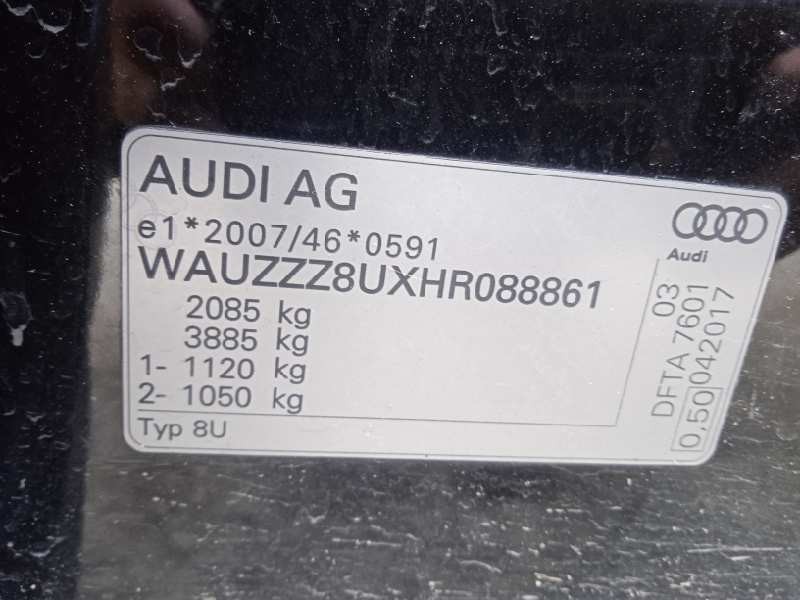 AUDI AG
e1*2007/46*0591
WAUZZZ8UXHR088861
2085 kg
3885 kg
1- 1120 kg
2- 1050 kg
Typ 8U
Audi
03
DFTA 7601
0,50 042017